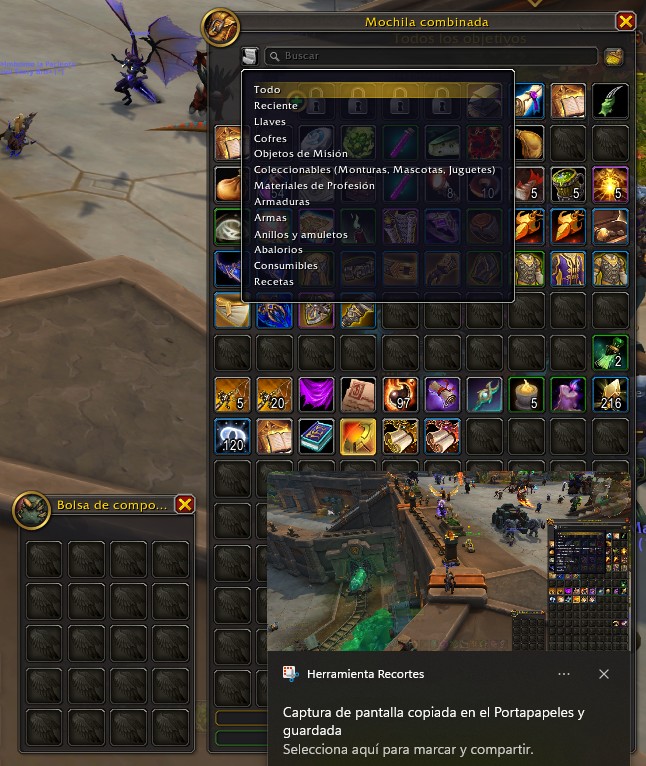 Mochila combinada
Todos los objetivos
Buscar
Todo
Reciente
Llaves
Cofres
Objetos de Misión
Coleccionables (Monturas, Mascotas, Juguetes)
Materiales de Profesión
Armaduras
Armas
Anillos y amuletos
Abalorios
Consumibles
Recetas
5
5
5
8
10
2
5
20
97
5
216
120
Bolsa de compo...
Herramienta Recortes
Captura de pantalla copiada en el Portapapeles y
guardada
Selecciona aquí para marcar y compartir.